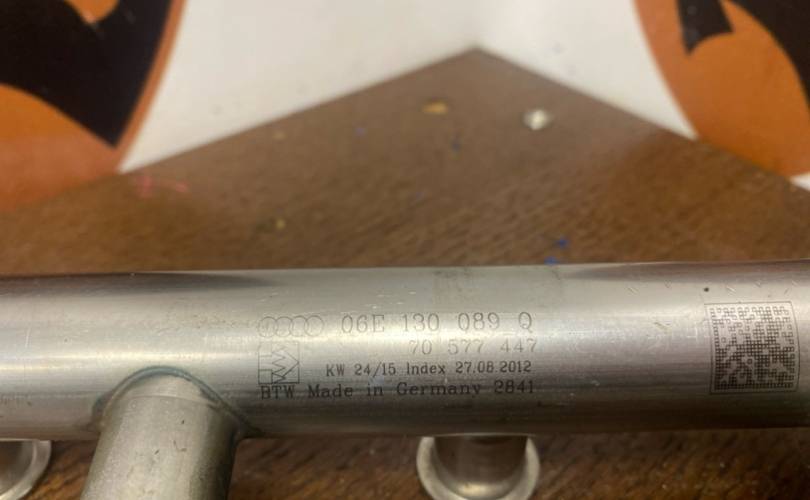 06E 130 089 Q
70 577 447
KW 24/15 Index 27.08.2012
BTW Made in Germany 2841